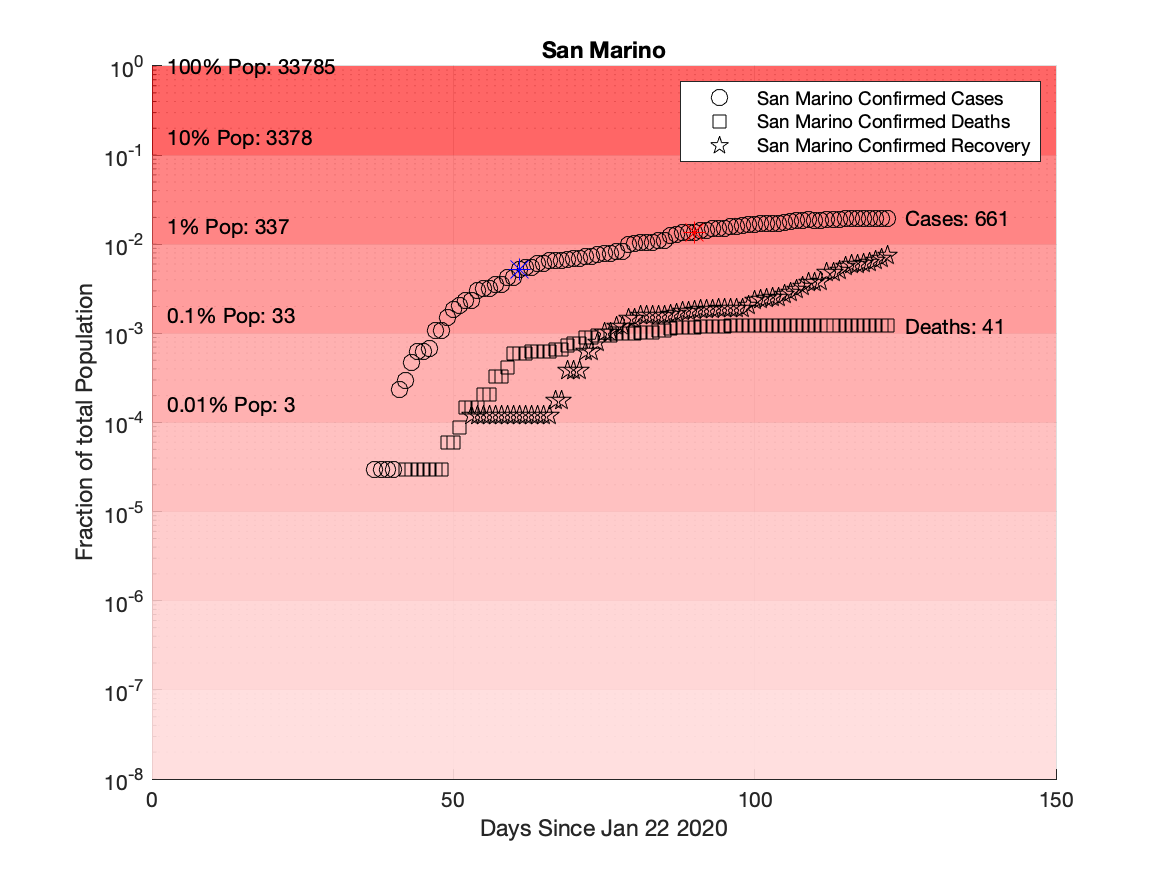 San Marino
10^0
100% Pop: 33785
San Marino Confirmed Cases
San Marino Confirmed Deaths
San Marino Confirmed Recovery
10% Pop: 3378
10^-1
1% Pop: 337
Cases: 661
10^-2
0.1% Pop: 33
Deaths: 41
10^-3
0.01% Pop: 3
10^-4
10^-5
10^-6
10^-7
10^-8
Fraction of total Population
0 50 100 150
Days Since Jan 22 2020